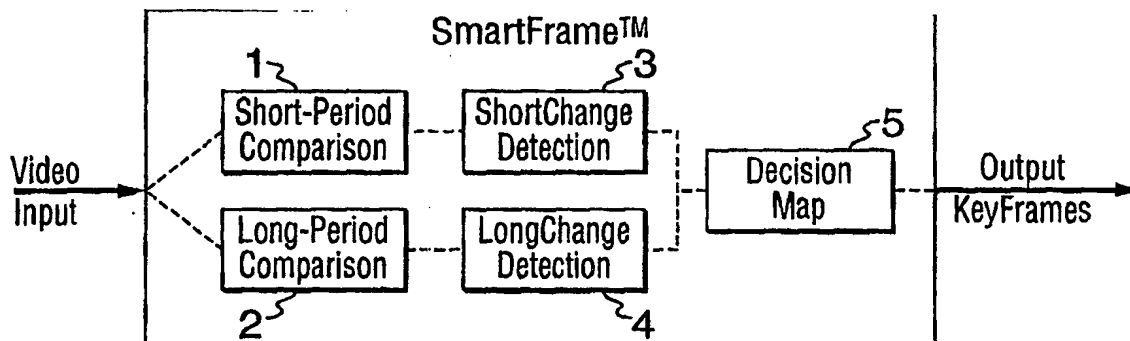 SmartFrame™
1
Short-Period
Comparison
3
ShortChange
Detection
5
Decision
Map
Video
Input
Output
KeyFrames
Long-Period
Comparison
2
LongChange
Detection
4